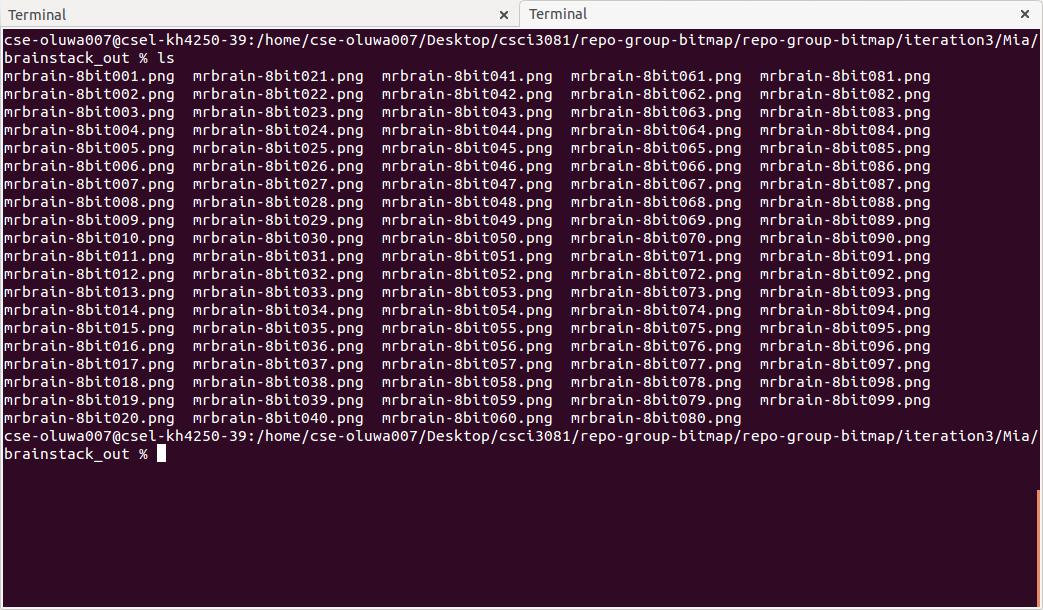 Terminal Terminal
cse-oluwa007@csel-kh4250-39:/home/cse-oluwa007/Desktop/csci3081/repo-group-bitmap/repo-group-bitmap/iteration3/Mia/
brainstack_out % ls
mrbrain-8bit001.png mrbrain-8bit021.png mrbrain-8bit041.png mrbrain-8bit061.png mrbrain-8bit081.png
mrbrain-8bit002.png mrbrain-8bit022.png mrbrain-8bit042.png mrbrain-8bit062.png mrbrain-8bit082.png
mrbrain-8bit003.png mrbrain-8bit023.png mrbrain-8bit043.png mrbrain-8bit063.png mrbrain-8bit083.png
mrbrain-8bit004.png mrbrain-8bit024.png mrbrain-8bit044.png mrbrain-8bit064.png mrbrain-8bit084.png
mrbrain-8bit005.png mrbrain-8bit025.png mrbrain-8bit045.png mrbrain-8bit065.png mrbrain-8bit085.png
mrbrain-8bit006.png mrbrain-8bit026.png mrbrain-8bit046.png mrbrain-8bit066.png mrbrain-8bit086.png
mrbrain-8bit007.png mrbrain-8bit027.png mrbrain-8bit047.png mrbrain-8bit067.png mrbrain-8bit087.png
mrbrain-8bit008.png mrbrain-8bit028.png mrbrain-8bit048.png mrbrain-8bit068.png mrbrain-8bit088.png
mrbrain-8bit009.png mrbrain-8bit029.png mrbrain-8bit049.png mrbrain-8bit069.png mrbrain-8bit089.png
mrbrain-8bit010.png mrbrain-8bit030.png mrbrain-8bit050.png mrbrain-8bit070.png mrbrain-8bit090.png
mrbrain-8bit011.png mrbrain-8bit031.png mrbrain-8bit051.png mrbrain-8bit071.png mrbrain-8bit091.png
mrbrain-8bit012.png mrbrain-8bit032.png mrbrain-8bit052.png mrbrain-8bit072.png mrbrain-8bit092.png
mrbrain-8bit013.png mrbrain-8bit033.png mrbrain-8bit053.png mrbrain-8bit073.png mrbrain-8bit093.png
mrbrain-8bit014.png mrbrain-8bit034.png mrbrain-8bit054.png mrbrain-8bit074.png mrbrain-8bit094.png
mrbrain-8bit015.png mrbrain-8bit035.png mrbrain-8bit055.png mrbrain-8bit075.png mrbrain-8bit095.png
mrbrain-8bit016.png mrbrain-8bit036.png mrbrain-8bit056.png mrbrain-8bit076.png mrbrain-8bit096.png
mrbrain-8bit017.png mrbrain-8bit037.png mrbrain-8bit057.png mrbrain-8bit077.png mrbrain-8bit097.png
mrbrain-8bit018.png mrbrain-8bit038.png mrbrain-8bit058.png mrbrain-8bit078.png mrbrain-8bit098.png
mrbrain-8bit019.png mrbrain-8bit039.png mrbrain-8bit059.png mrbrain-8bit079.png mrbrain-8bit099.png
mrbrain-8bit020.png mrbrain-8bit040.png mrbrain-8bit060.png mrbrain-8bit080.png
cse-oluwa007@csel-kh4250-39:/home/cse-oluwa007/Desktop/csci3081/repo-group-bitmap/repo-group-bitmap/iteration3/Mia/
brainstack_out %